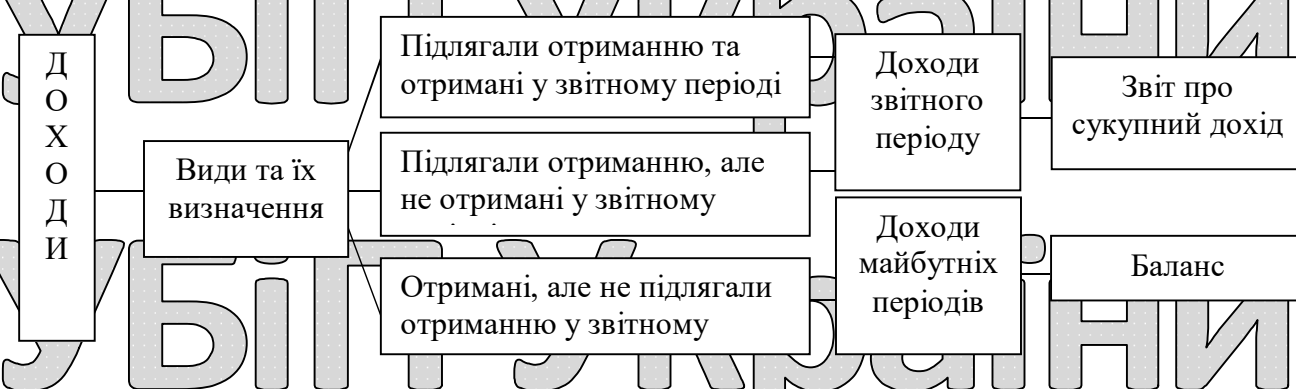 ДОХОДИ
Види та їх
визначення
Підлягали отриманню та
отримані у звітному періоді
Підлягали отриманню, але
не отримані у звітному
Отримані, але не підлягали
отриманню у звітному
Доходи
звітного
періоду
Доходи
майбутніх
періодів
Звіт про
сукупний дохід
Баланс